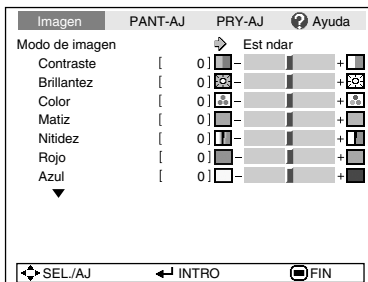 Imagen PANT-AJ PRY-AJ Ayuda
Modo de imagen Est ndar
Contraste [ 0 ] - +
Brillantez [ 0 ] - +
Color [ 0 ] - +
Matiz [ 0 ] - +
Nitidez [ 0 ] - +
Rojo [ 0 ] - +
Azul [ 0 ] - +
SEL./AJ INTRO FIN